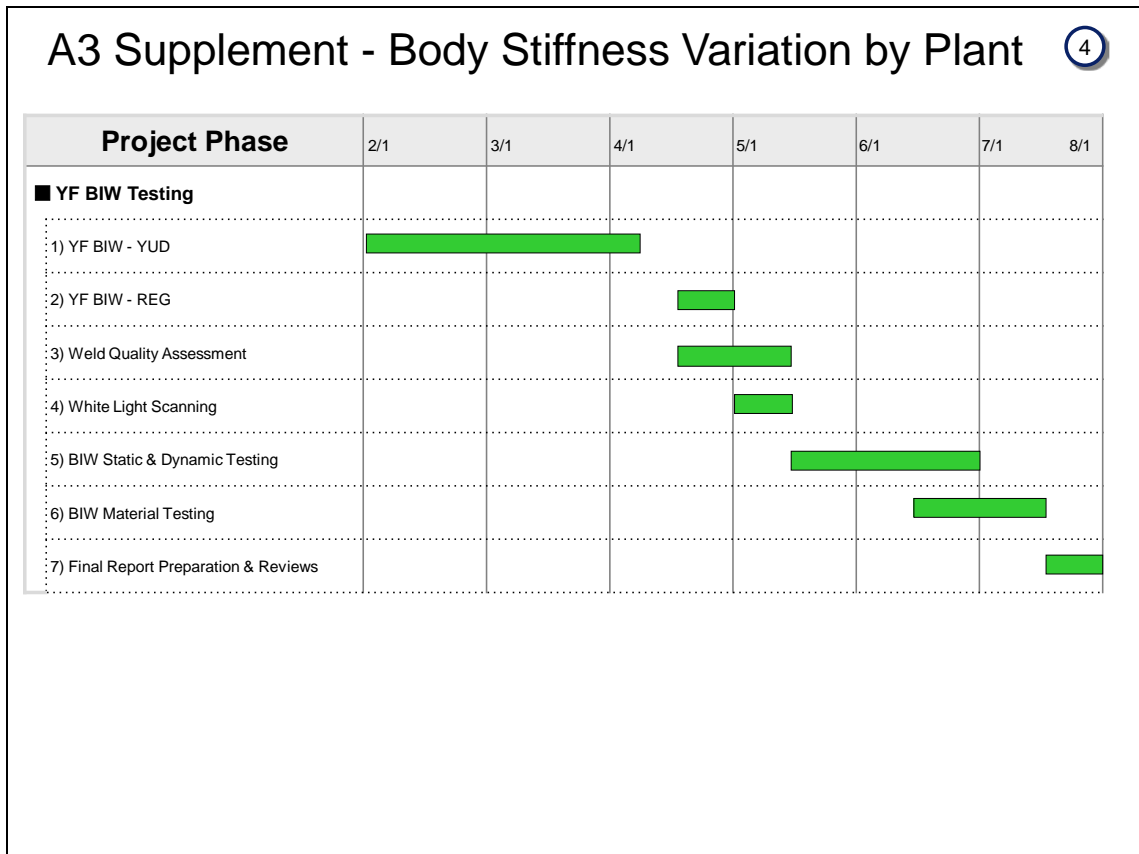 A3 Supplement - Body Stiffness Variation by Plant 4
Project Phase 2/1 3/1 4/1 5/1 6/1 7/1 8/1
YF BIW Testing
1) YF BIW - YUD
2) YF BIW - REG
3) Weld Quality Assessment
4) White Light Scanning
5) BIW Static & Dynamic Testing
6) BIW Material Testing
7) Final Report Preparation & Reviews